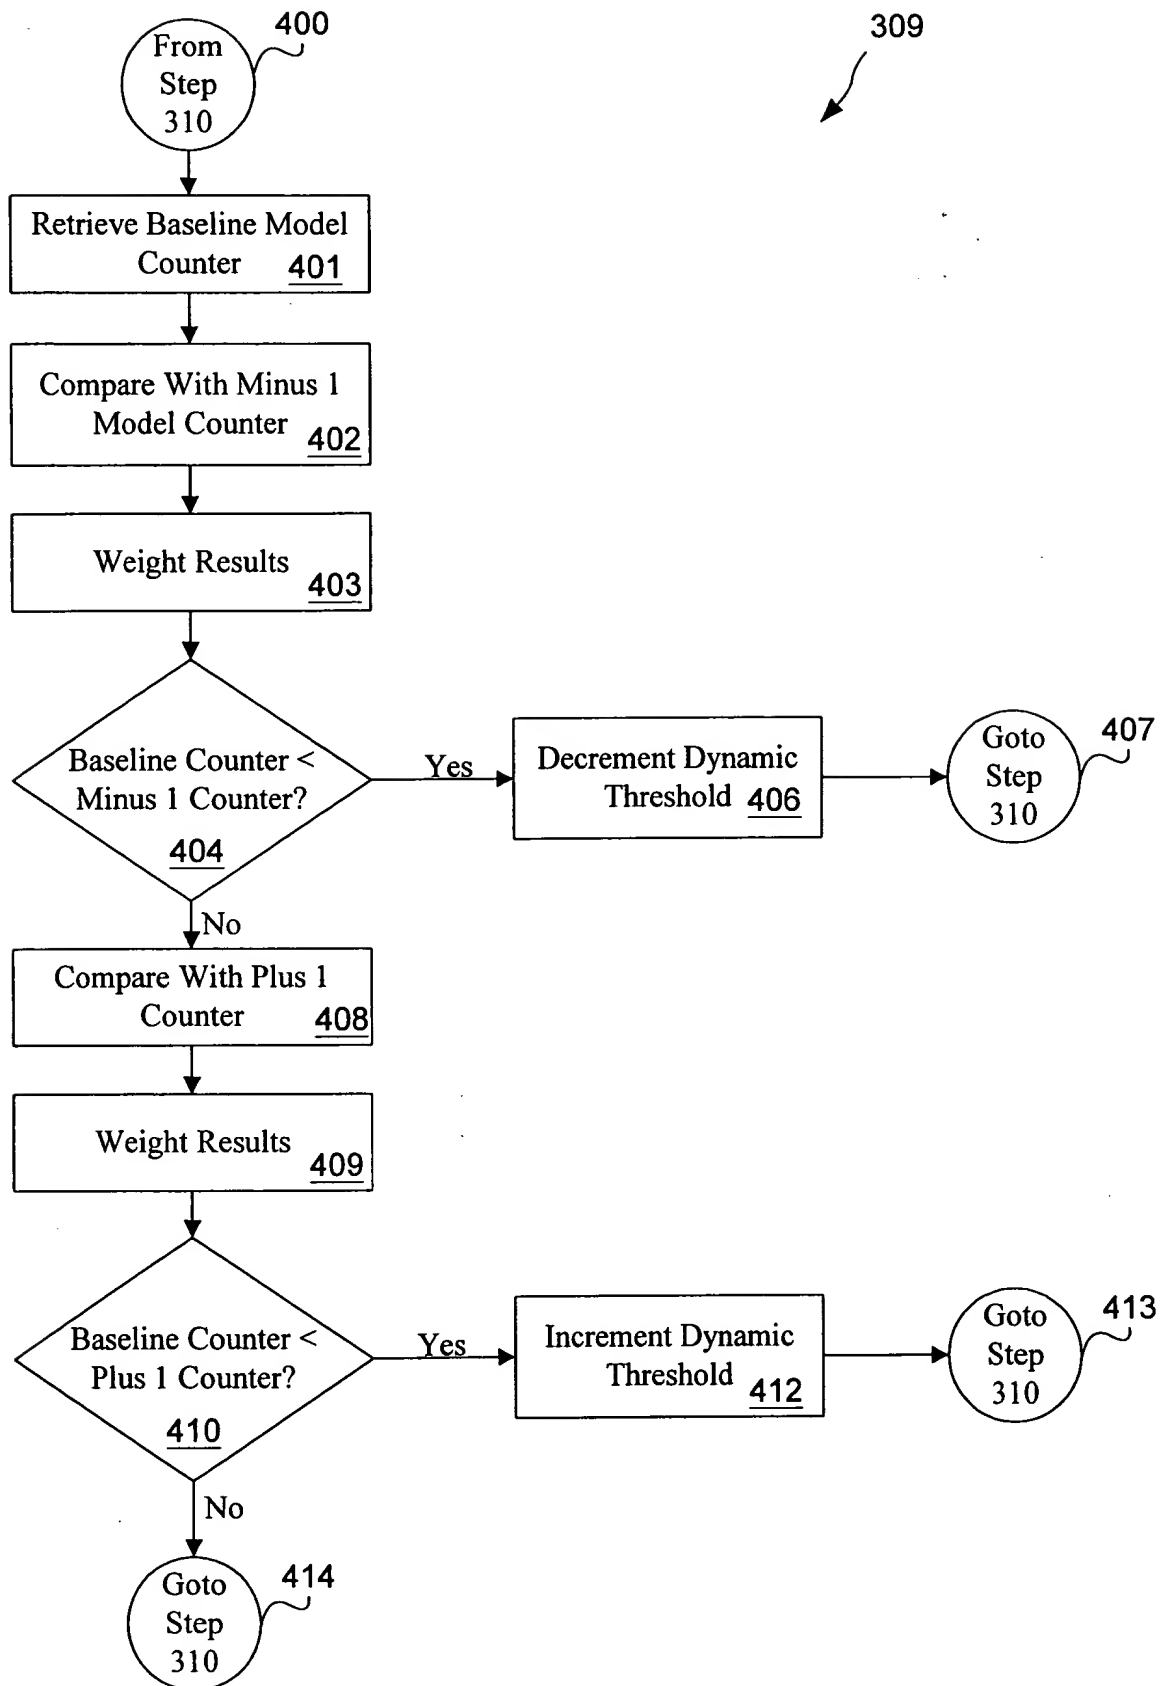 From
Step
310
400
309
Retrieve Baseline Model
Counter 401
Compare With Minus 1
Model Counter 402
Weight Results
403
Baseline Counter <
Minus 1 Counter?
404
Yes
Decrement Dynamic
Threshold 406
Goto
Step
310
407
No
Compare With Plus 1
Counter 408
Weight Results
409
Baseline Counter <
Plus 1 Counter?
410
Yes
Increment Dynamic
Threshold 412
Goto
Step
310
413
No
Goto
Step
310
414